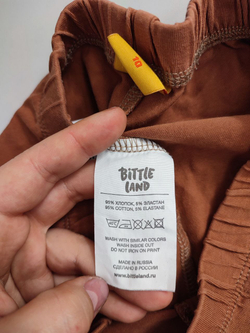 10
BiTTLE
LAND
95% ХЛОПОК, 5% ЭЛАСТАН
95% COTTON, 5% ELASTANE
WASH WITH SIMILAR COLORS
WASH INSIDE OUT
DO NOT IRON ON PRINT
MADE IN RUSSIA
СДЕЛАНО В РОССИИ
www.bittleland.ru